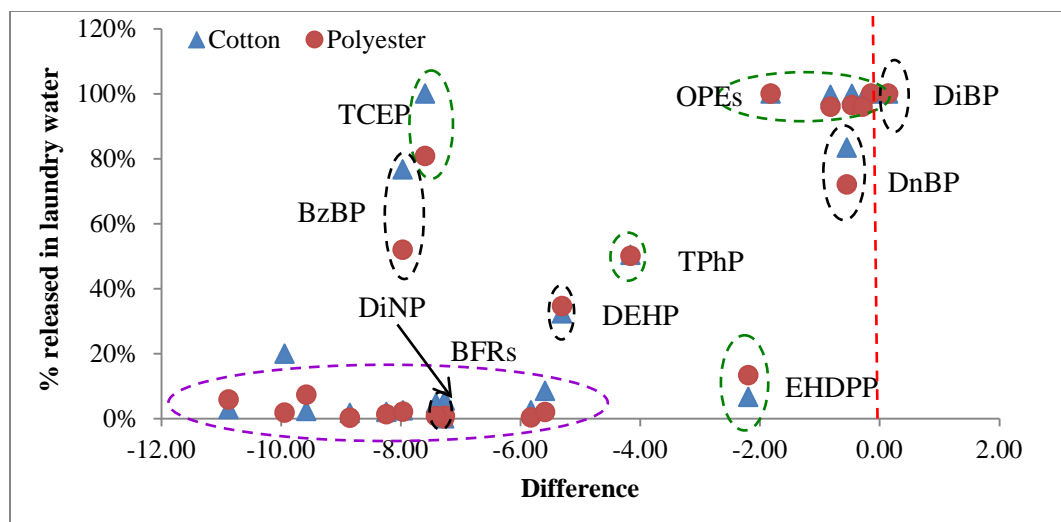 120%
Cotton Polyester
100%
OPEs
DiBP
TCEP
80%
DnBP
BzBP
60%
TPhP
40%
DiNP
DEHP
BFRs
20%
EHDPP
0%
-12.00 -10.00 -8.00 -6.00 -4.00 -2.00 0.00 2.00
Difference
% released in laundry water